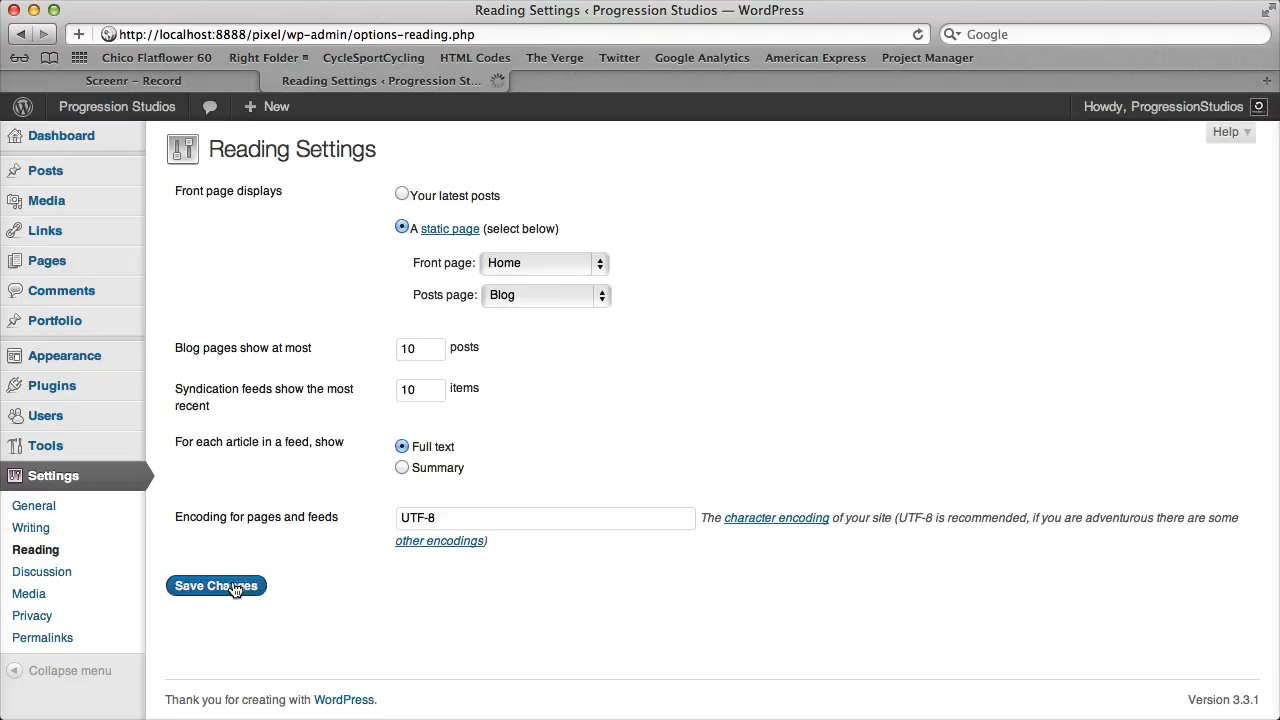 Reading Settings ‹ Progression Studios — WordPress
http://localhost:8888/pixel/wp-admin/options-reading.php
Google
Chico Flatflower 60 Right Folder CycleSportCycling HTML Codes The Verge Twitter Google Analytics American Express Project Manager
Screenr – Record
Reading Settings ‹ Progression St...
Progression Studios
+ New
Howdy, ProgressionStudios
Help
Dashboard
Posts
Media
Links
Pages
Comments
Portfolio
Appearance
Plugins
Users
Tools
Settings
General
Writing
Reading
Discussion
Media
Privacy
Permalinks
Collapse menu
Reading Settings
Front page displays
Your latest posts
A static page (select below)
Front page: Home
Posts page: Blog
Blog pages show at most
10 posts
Syndication feeds show the most
recent
10 items
For each article in a feed, show
Full text
Summary
Encoding for pages and feeds
UTF-8
The character encoding of your site (UTF-8 is recommended, if you are adventurous there are some
other encodings)
Save Changes
Thank you for creating with WordPress.
Version 3.3.1